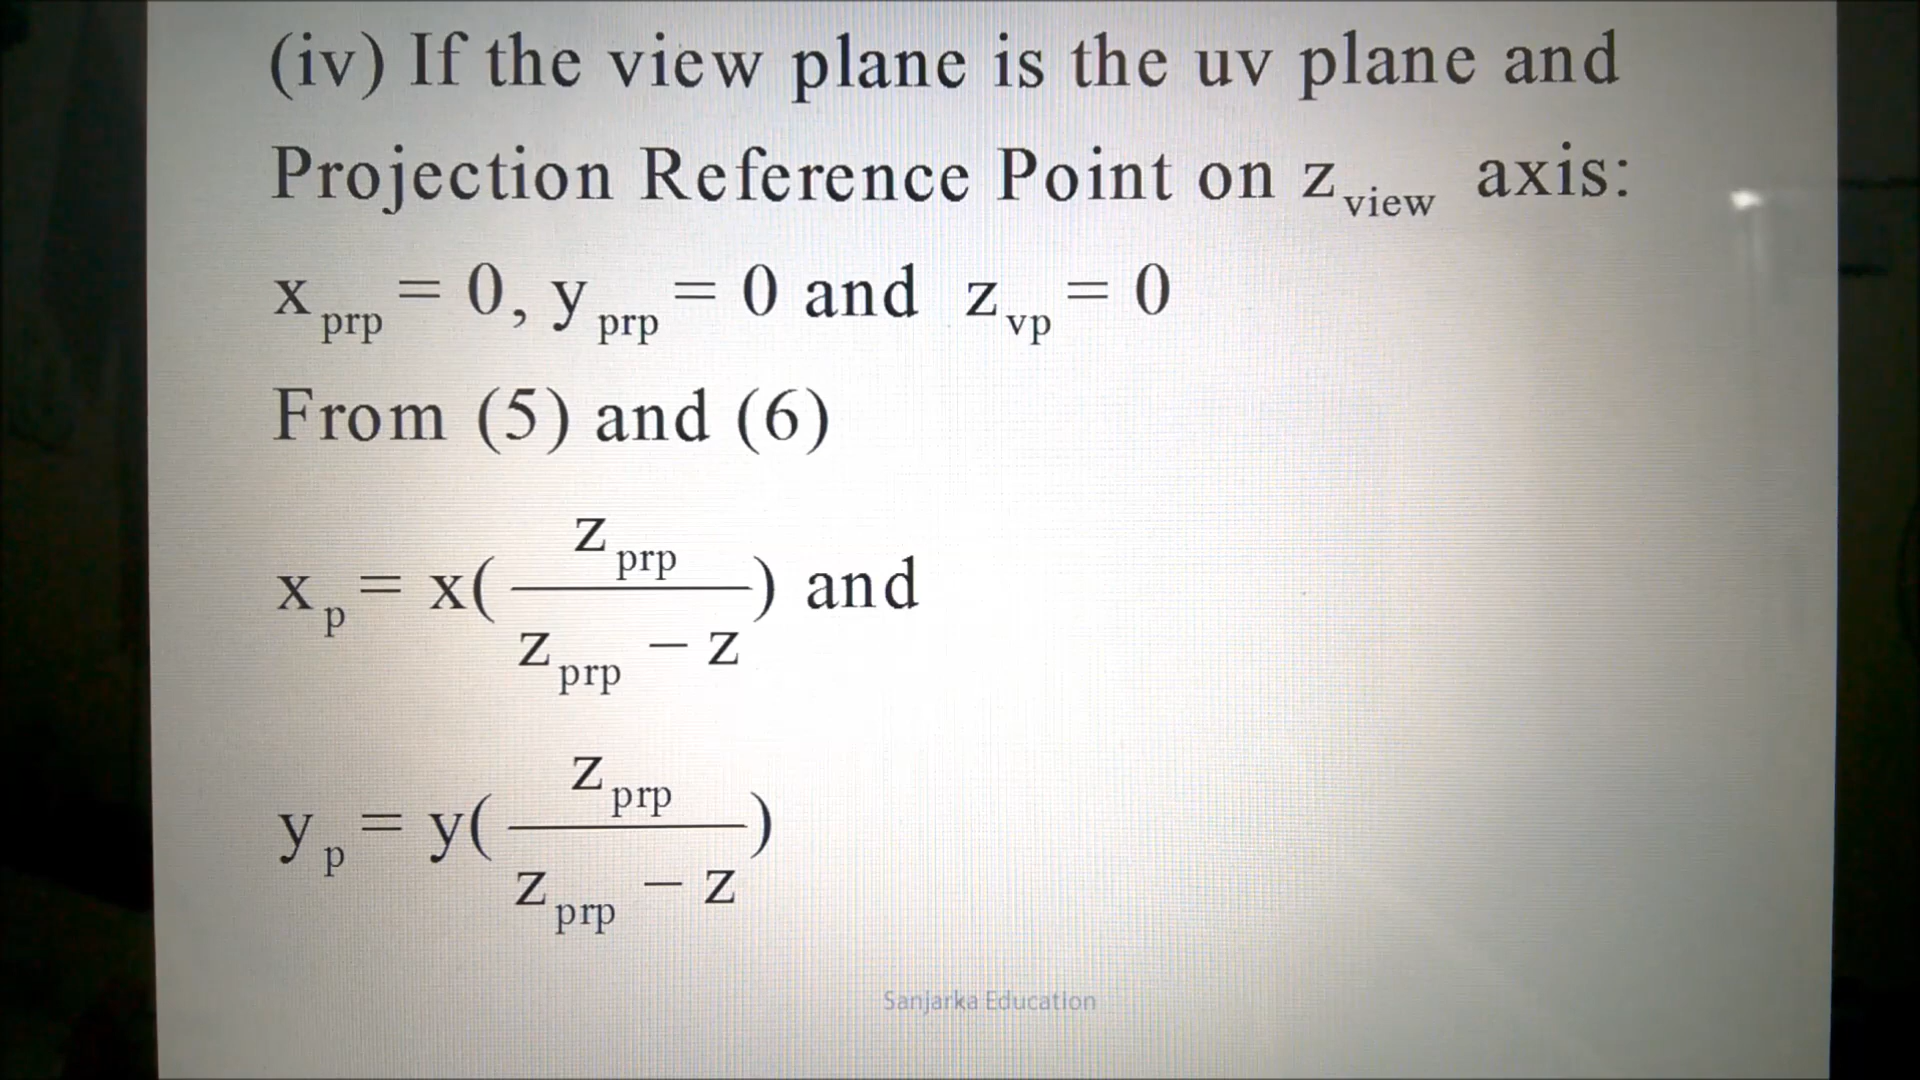 (iv) If the view plane is the uv plane and
Projection Reference Point on z_view axis:
x_prp = 0, y_prp = 0 and z_vp = 0
From (5) and (6)
x_p = x( z_prp / (z_prp − z) ) and
y_p = y( z_prp / (z_prp − z) )
Sanjarka Education